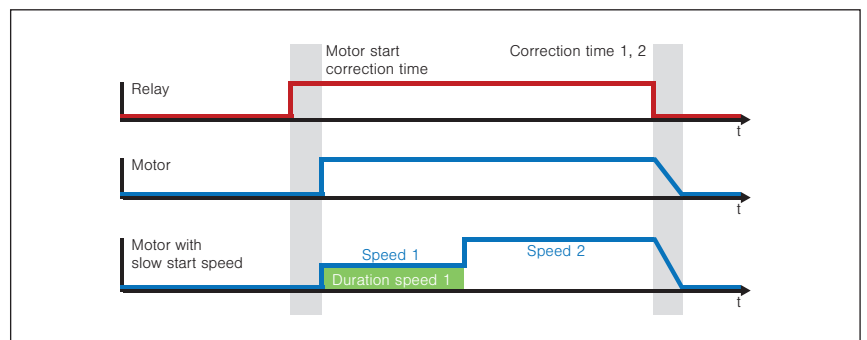 Motor start
correction time
Correction time 1, 2
Relay
t
Motor
t
Motor with
slow start speed
Speed 1
Speed 2
Duration speed 1
t